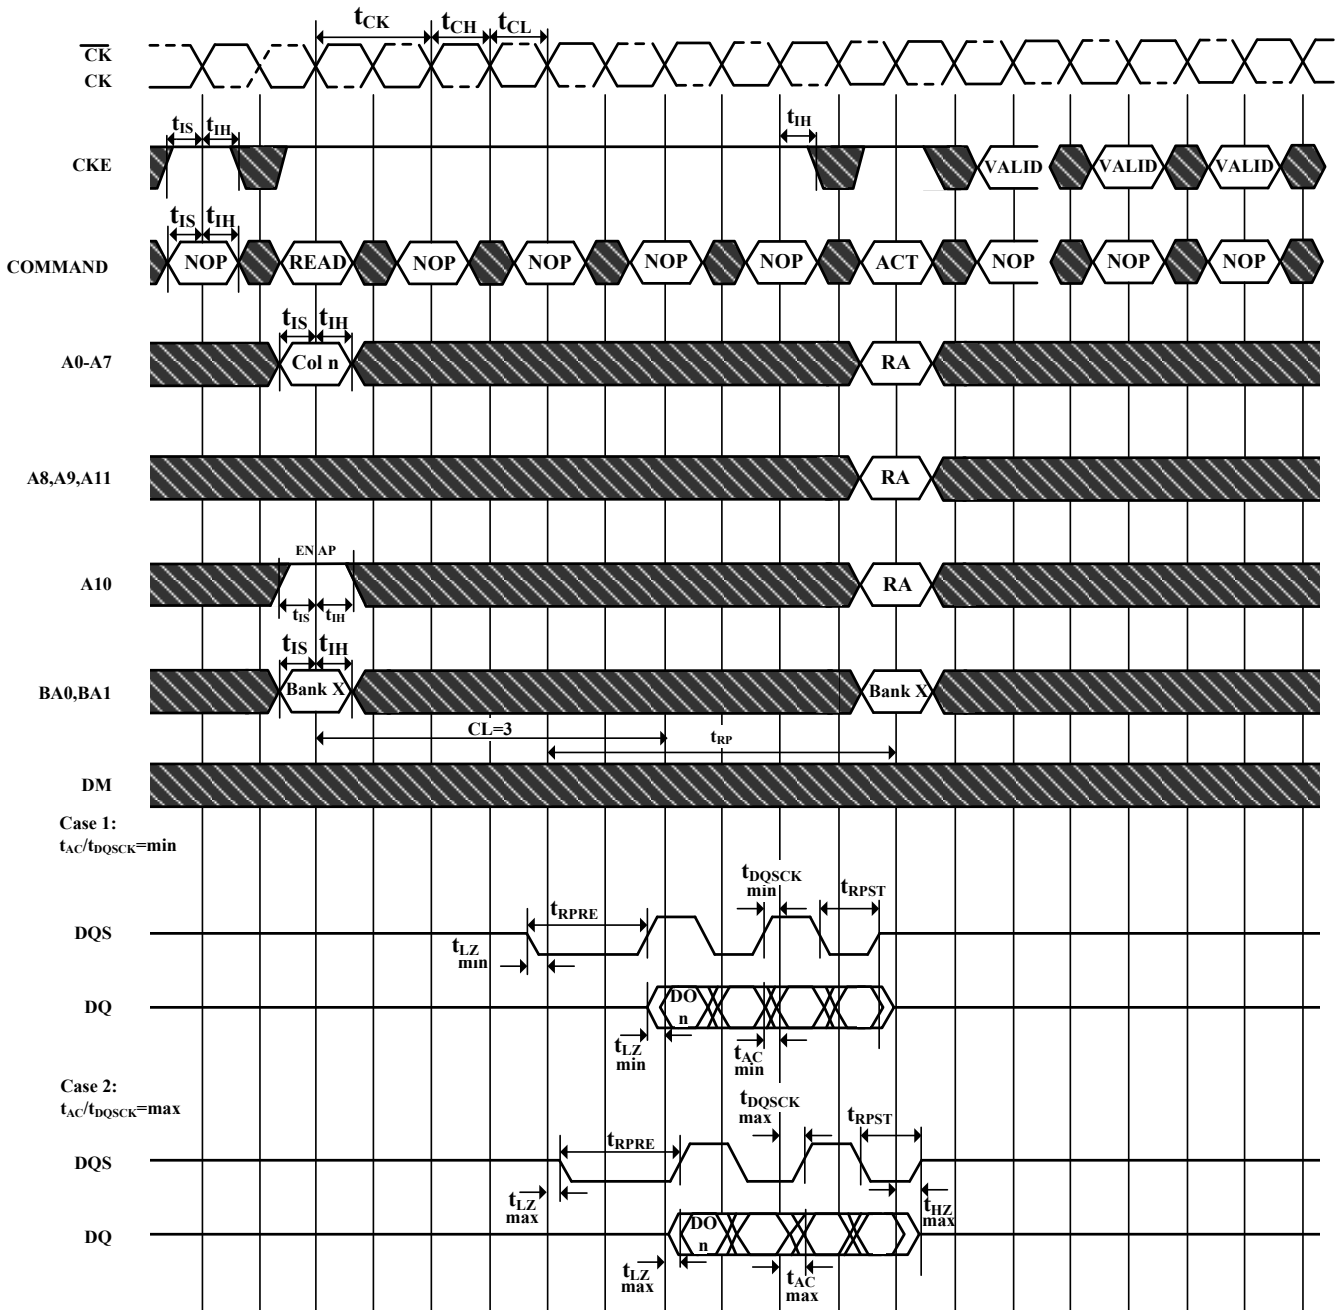 tCK tCH tCL
CK
CK
tIS tIH tIH
CKE VALID VALID VALID
tIS tIH
COMMAND NOP READ NOP NOP NOP NOP ACT NOP NOP NOP
tIS tIH
A0-A7 Col n RA
A8,A9,A11 RA
EN AP
A10 RA
tIS tIH
tIS tIH
BA0,BA1 Bank X Bank X
CL=3 tRP
DM
Case 1:
tAC/tDQSCK=min
tDQSCK min tRPST
tRPRE
DQS
tLZ min
DQ DO n
tLZ min tAC min
Case 2:
tAC/tDQSCK=max
tDQSCK max tRPST
tRPRE
DQS
tLZ max tHZ max
DQ DO n
tLZ max tAC max